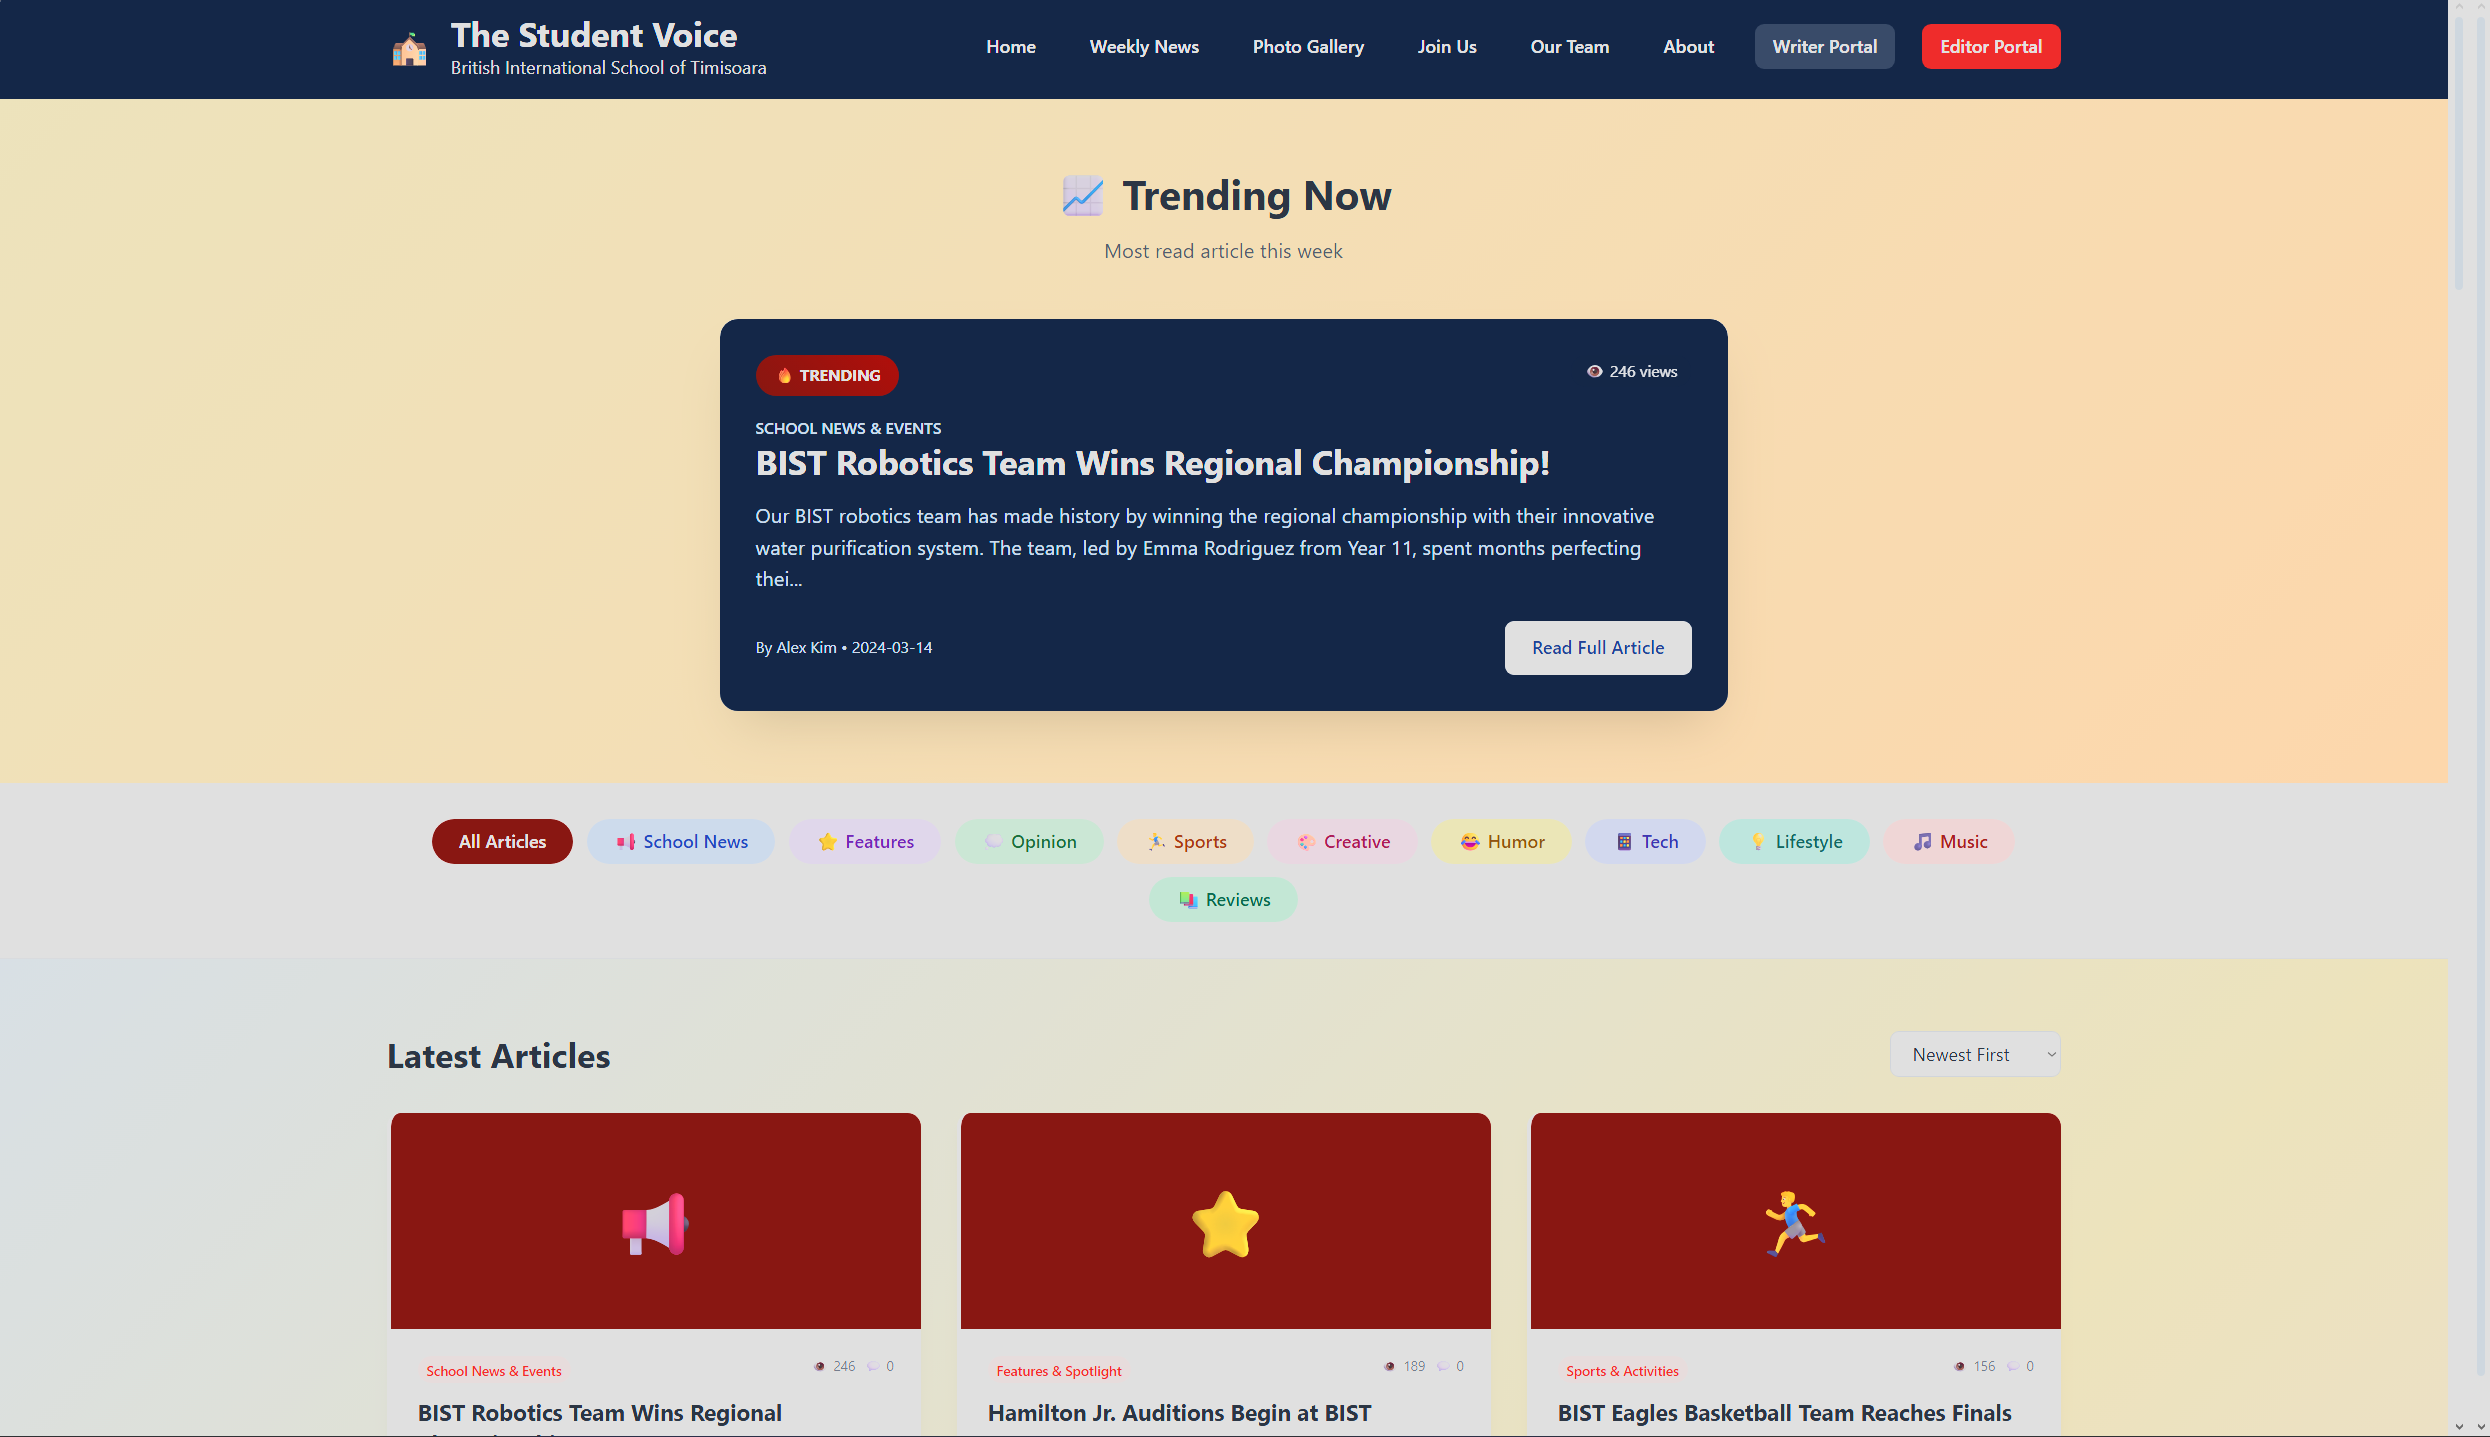 The Student Voice
British International School of Timisoara
Home
Weekly News
Photo Gallery
Join Us
Our Team
About
Writer Portal
Editor Portal
Trending Now
Most read article this week
TRENDING
246 views
SCHOOL NEWS & EVENTS
BIST Robotics Team Wins Regional Championship!
Our BIST robotics team has made history by winning the regional championship with their innovative
water purification system. The team, led by Emma Rodriguez from Year 11, spent months perfecting
thei...
By Alex Kim • 2024-03-14
Read Full Article
All Articles
School News
Features
Opinion
Sports
Creative
Humor
Tech
Lifestyle
Music
Reviews
Latest Articles
Newest First
School News & Events
246
0
BIST Robotics Team Wins Regional
Features & Spotlight
189
0
Hamilton Jr. Auditions Begin at BIST
Sports & Activities
156
0
BIST Eagles Basketball Team Reaches Finals